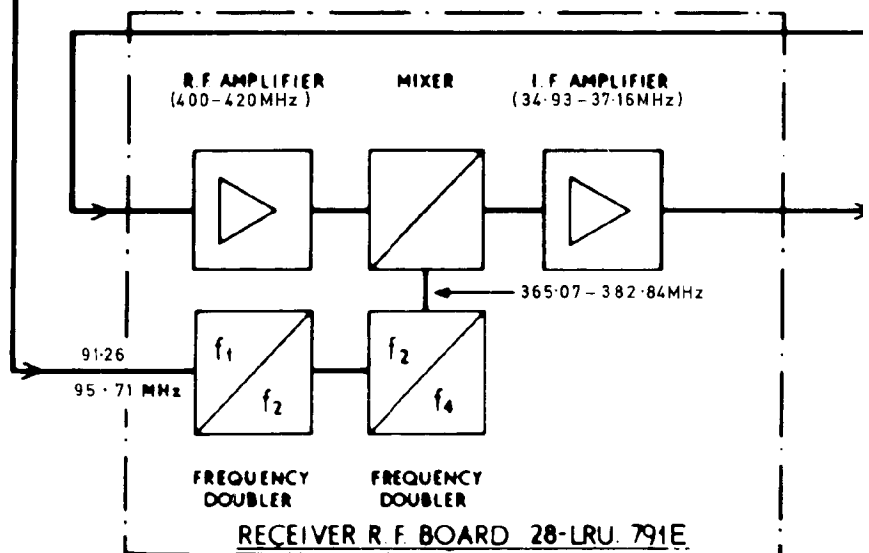 R.F. AMPLIFIER
(400-420MHz)
MIXER
I.F AMPLIFIER
(34·93-37·16MHz)
365·07-382·84MHz
91·26
95·71 MHz
f1
f2
f2
f4
FREQUENCY
DOUBLER
FREQUENCY
DOUBLER
RECEIVER R.F. BOARD 28-LRU. 791E